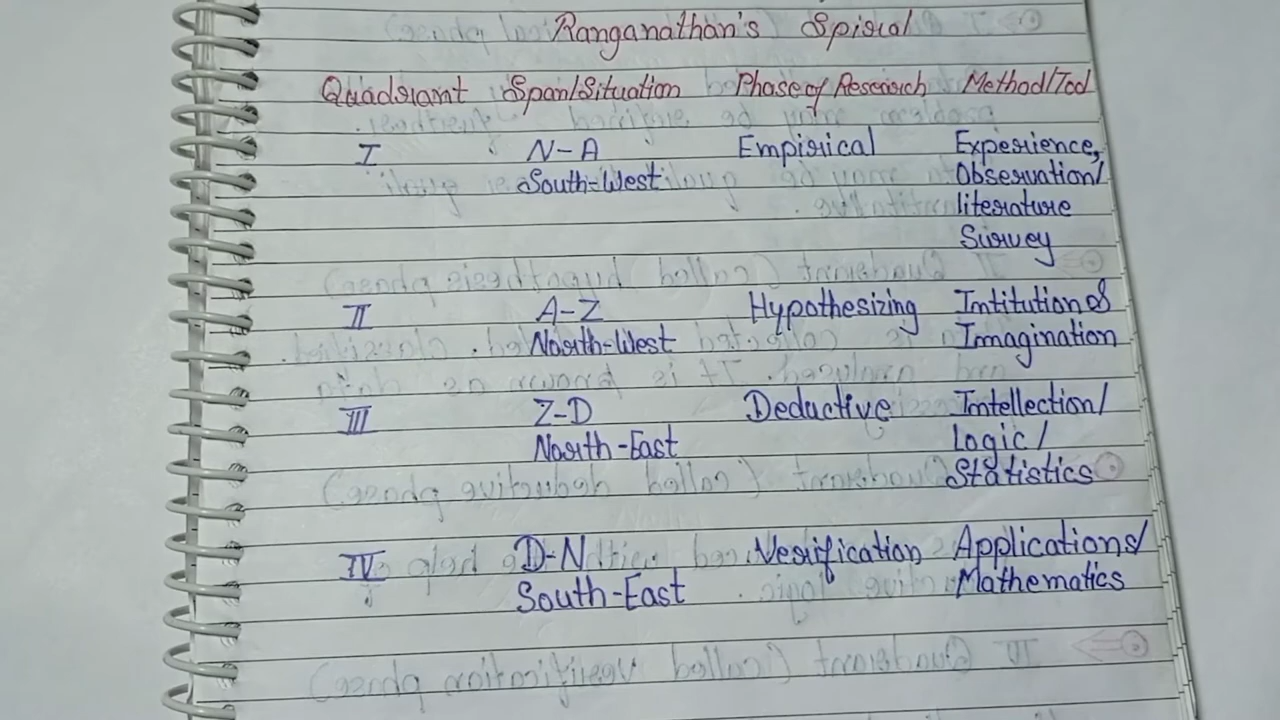 Ranganathan's Spiral
Quadrant Span/Situation Phase of Research Method/Tool
I N-A Empirical Experience,
South-West Observation/
literature
Survey
II A-Z Hypothesizing Intitution &
North-West Imagination
III Z-D Deductive Intellection/
North-East Logic/
Statistics
IV D-N Verification Applications/
South-East Mathematics